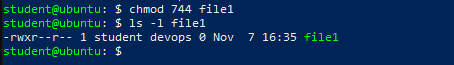 student@ubuntu: $ chmod 744 file1
student@ubuntu: $ ls -l file1
-rwxr--r-- 1 student devops 0 Nov  7 16:35 file1
student@ubuntu: $